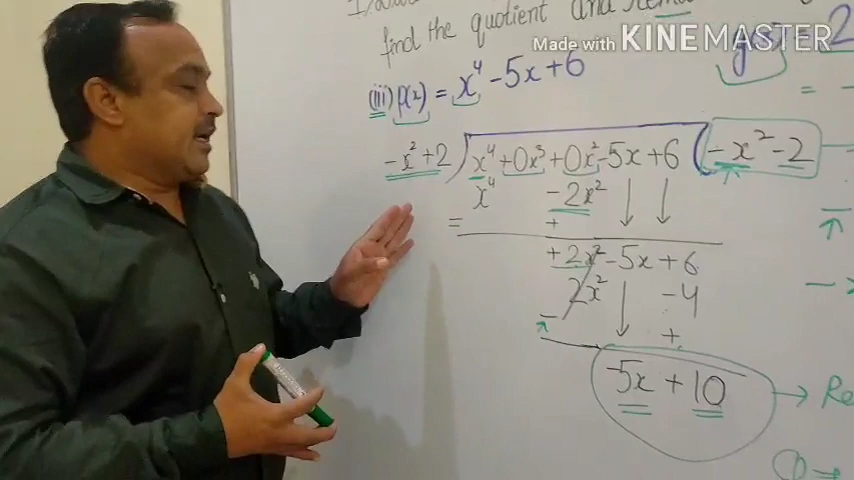 find the Quotient and
Made with KINEMASTER
(iii) p(x) = x⁴ - 5x + 6
-x² + 2 ) x⁴ + 0x³ + 0x² - 5x + 6 ( -x² - 2
x⁴ - 2x²
- +
+ 2x² - 5x + 6
2x² - 4
- +
-5x + 10 → Re